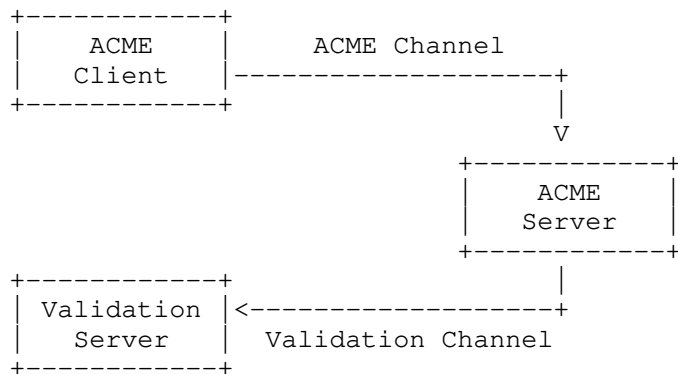 ACME
Client
ACME Channel
ACME
Server
Validation
Server
Validation Channel